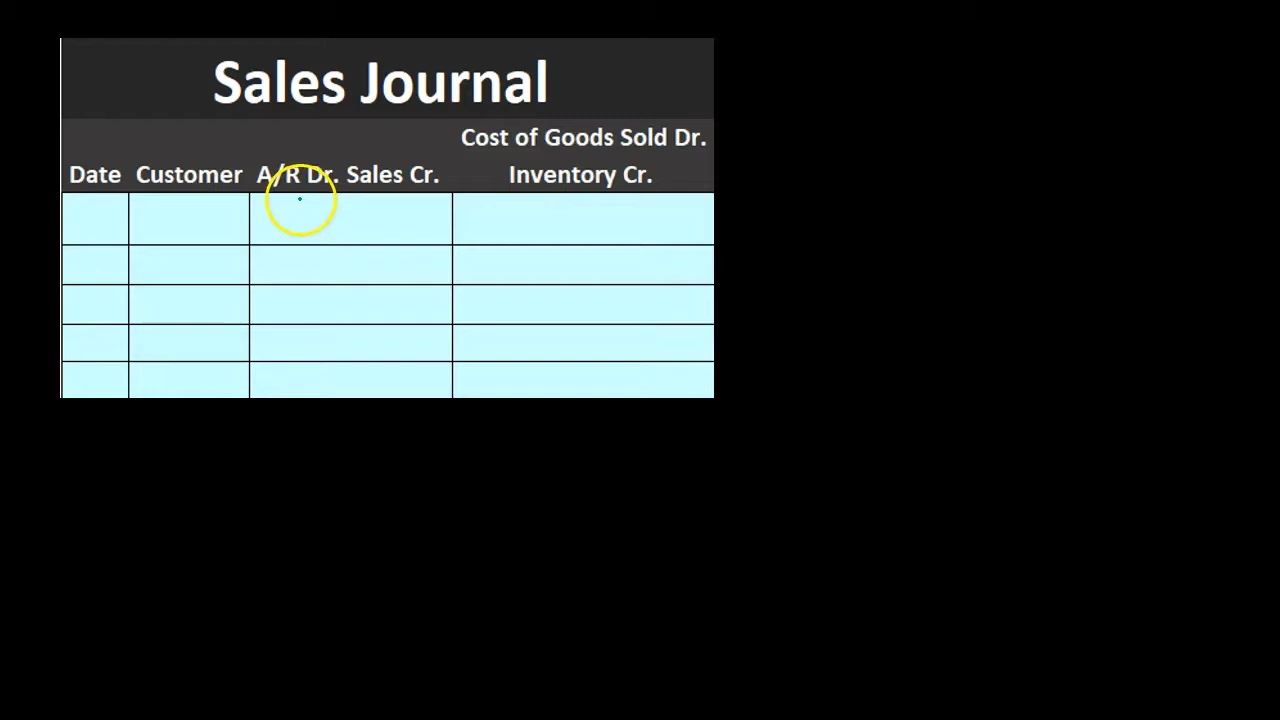 Sales Journal
Cost of Goods Sold Dr.
Date Customer A/R Dr. Sales Cr. Inventory Cr.